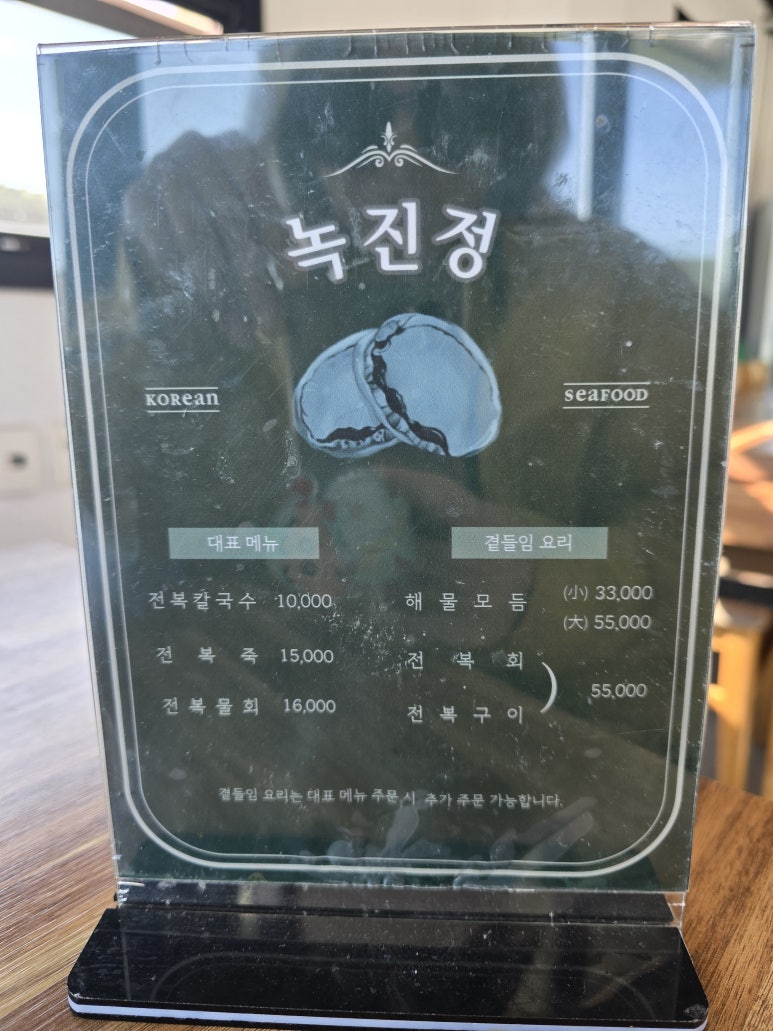 녹진정
KOREAN
SEAFOOD
대표 메뉴
전복칼국수 10,000
전복죽 15,000
전복물회 16,000
곁들임 요리
해물모듬 (小) 33,000
(大) 55,000
전복회
전복구이
) 55,000
곁들임 요리는 대표 메뉴 주문 시 추가 주문 가능합니다.